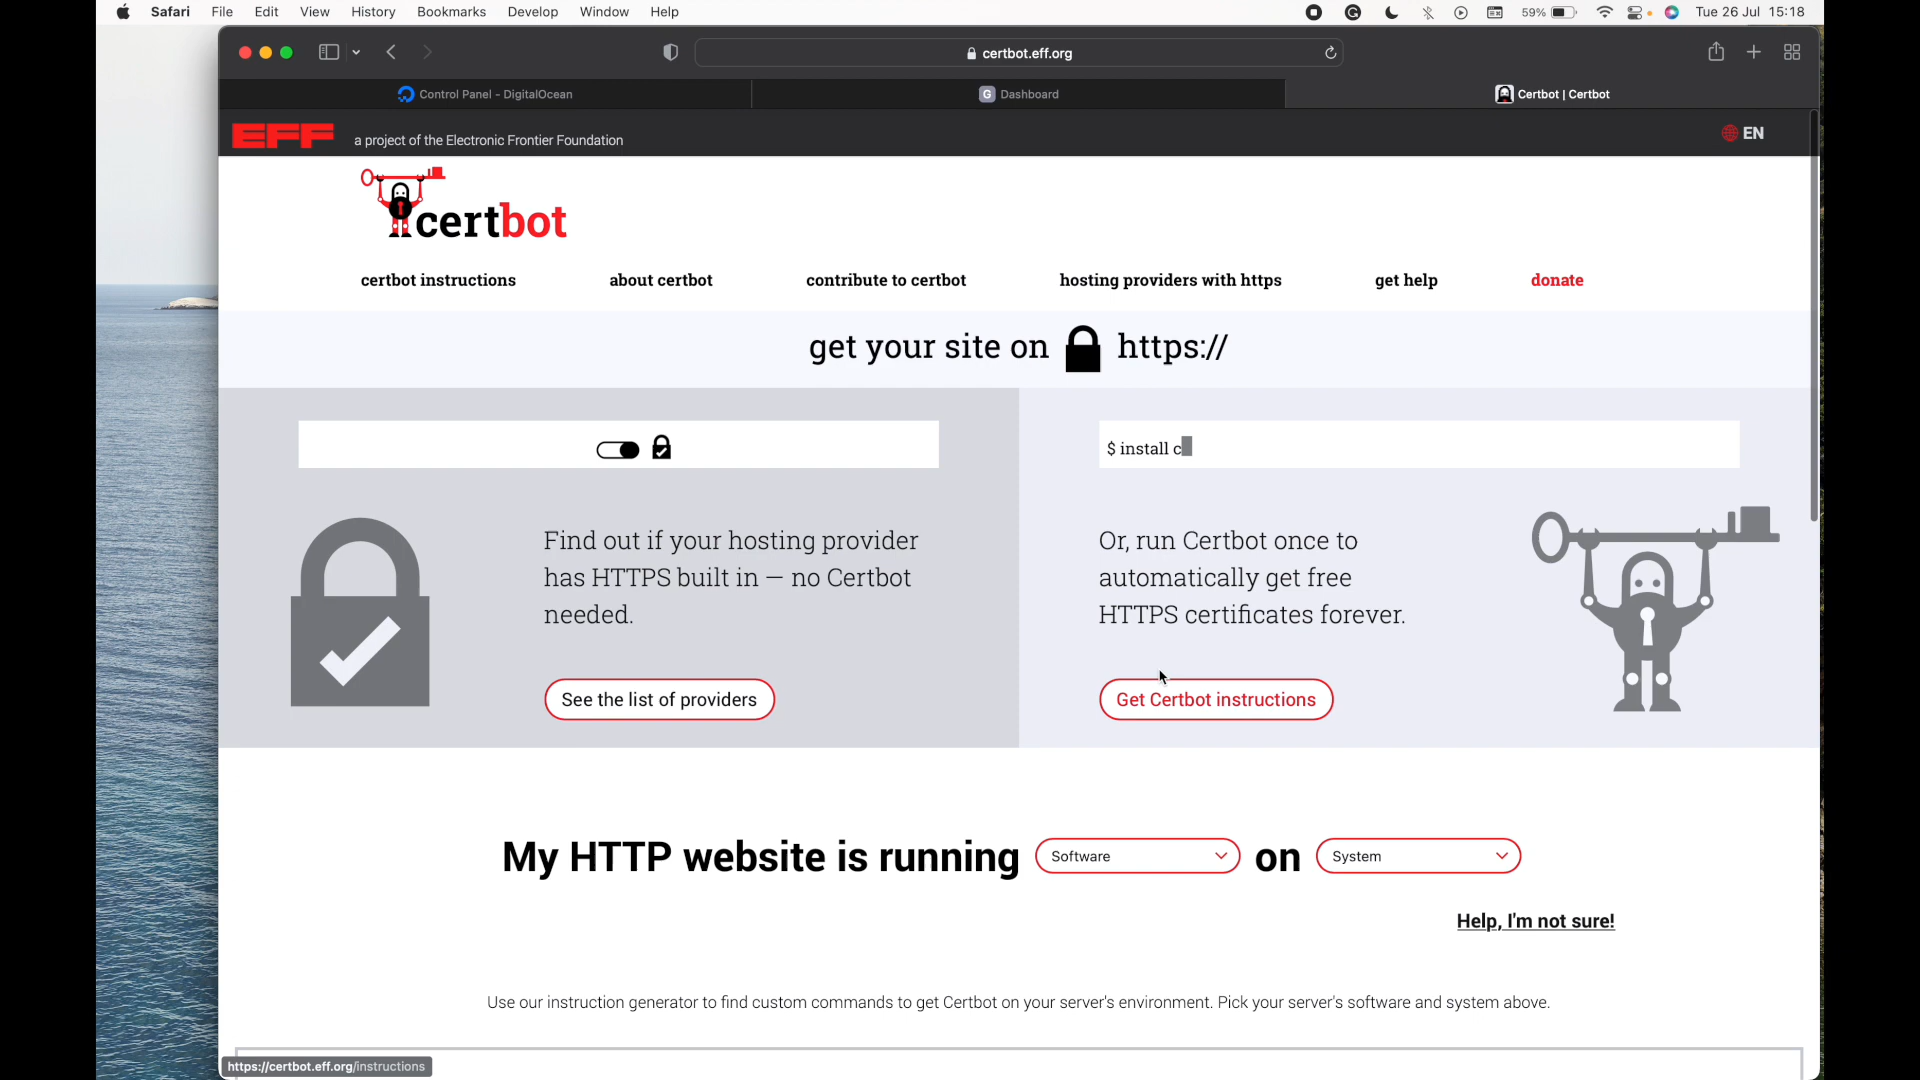 Safari File Edit View History Bookmarks Develop Window Help 59% Tue 26 Jul 15:18
certbot.eff.org
Control Panel - DigitalOcean G Dashboard Certbot | Certbot
EFF a project of the Electronic Frontier Foundation EN
certbot
certbot instructions about certbot contribute to certbot hosting providers with https get help donate
get your site on https://
$ install c
Find out if your hosting provider
has HTTPS built in — no Certbot
needed.
See the list of providers
Or, run Certbot once to
automatically get free
HTTPS certificates forever.
Get Certbot instructions
My HTTP website is running Software on System
Help, I'm not sure!
Use our instruction generator to find custom commands to get Certbot on your server's environment. Pick your server's software and system above.
https://certbot.eff.org/instructions